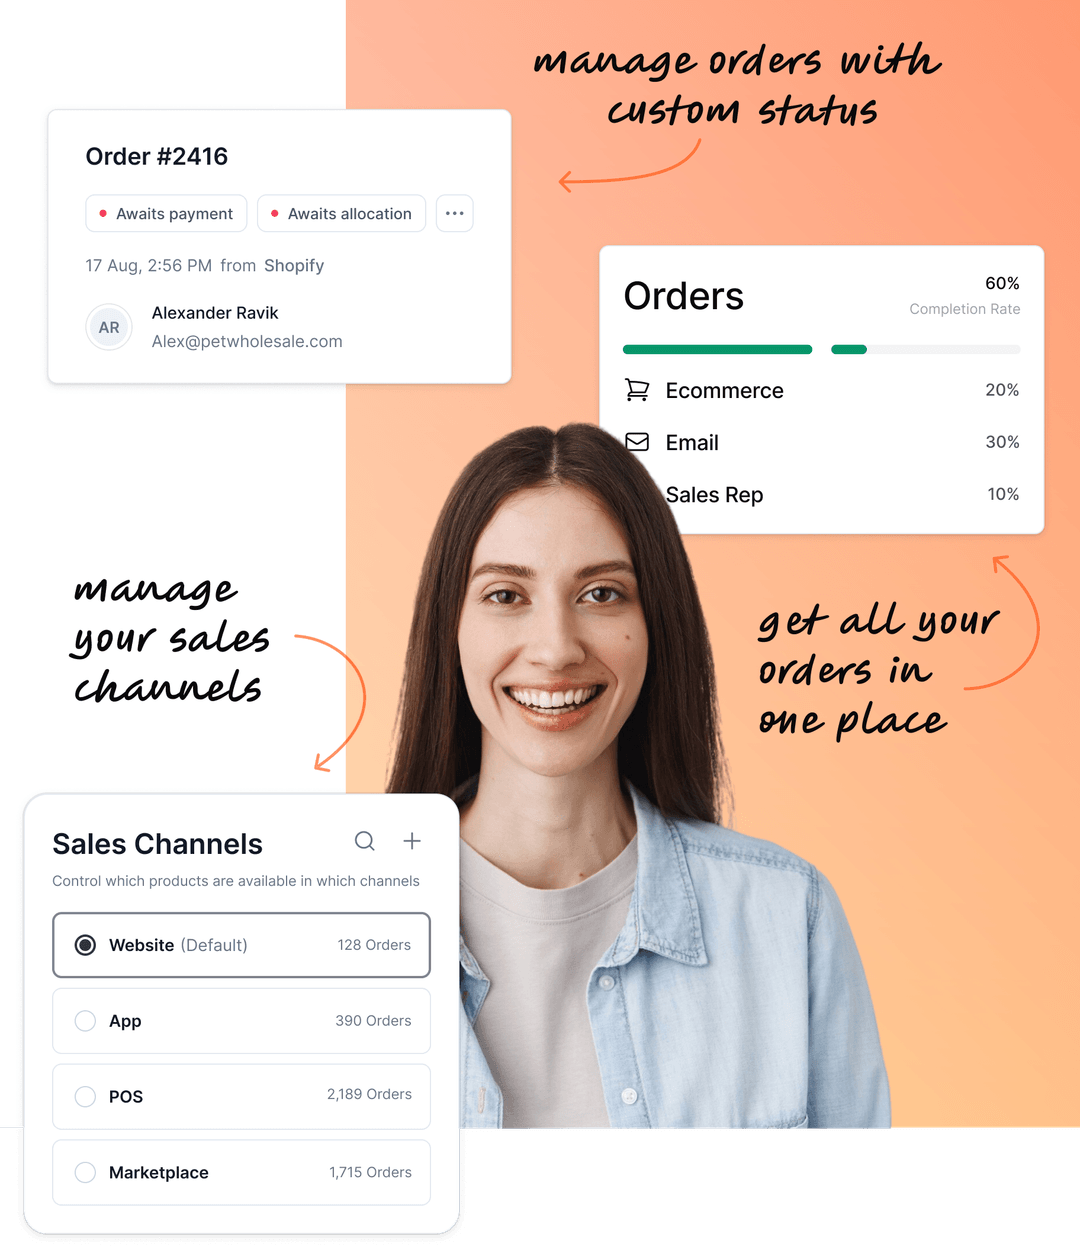 manage orders with
custom status
Order #2416
Awaits payment
Awaits allocation
17 Aug, 2:56 PM from Shopify
AR
Alexander Ravik
Alex@petwholesale.com
Orders
60%
Completion Rate
Ecommerce 20%
Email 30%
Sales Rep 10%
manage
your sales
channels
get all your
orders in
one place
Sales Channels
Control which products are available in which channels
Website (Default) 128 Orders
App 390 Orders
POS 2,189 Orders
Marketplace 1,715 Orders